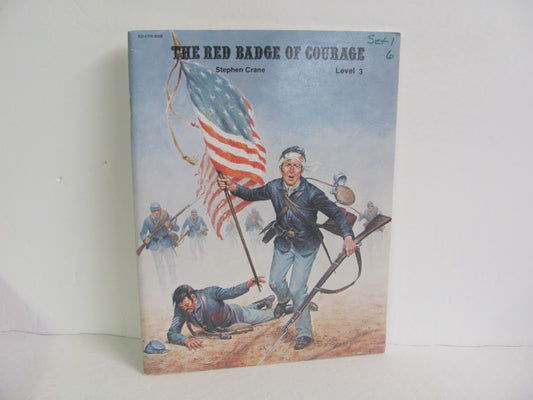 THE RED BADGE OF COURAGE
Set 1
6
Stephen Crane
Level 3